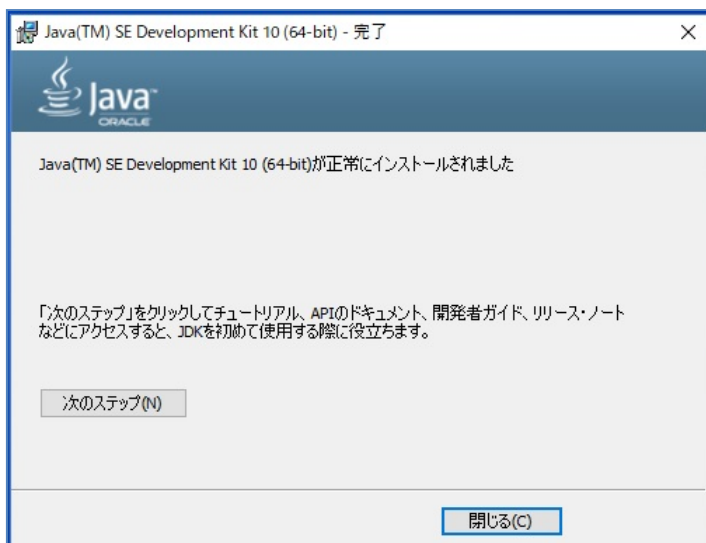 Java(TM) SE Development Kit 10 (64-bit) - 完了
Java™
ORACLE
Java(TM) SE Development Kit 10 (64-bit)が正常にインストールされました
「次のステップ」をクリックしてチュートリアル、APIのドキュメント、開発者ガイド、リリース・ノート
などにアクセスすると、JDKを初めて使用する際に役立ちます。
次のステップ(N)
閉じる(C)